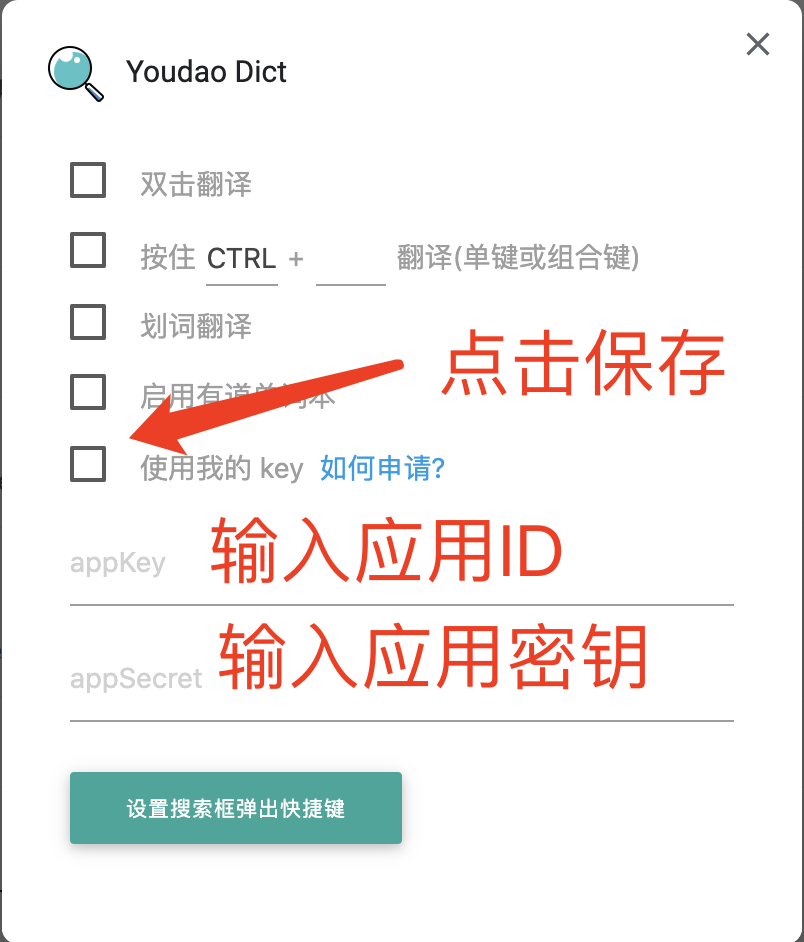 Youdao Dict
双击翻译
按住 CTRL + 翻译(单键或组合键)
划词翻译
点击保存
启用有道单词本
使用我的 key 如何申请?
appKey 输入应用ID
appSecret 输入应用密钥
设置搜索框弹出快捷键